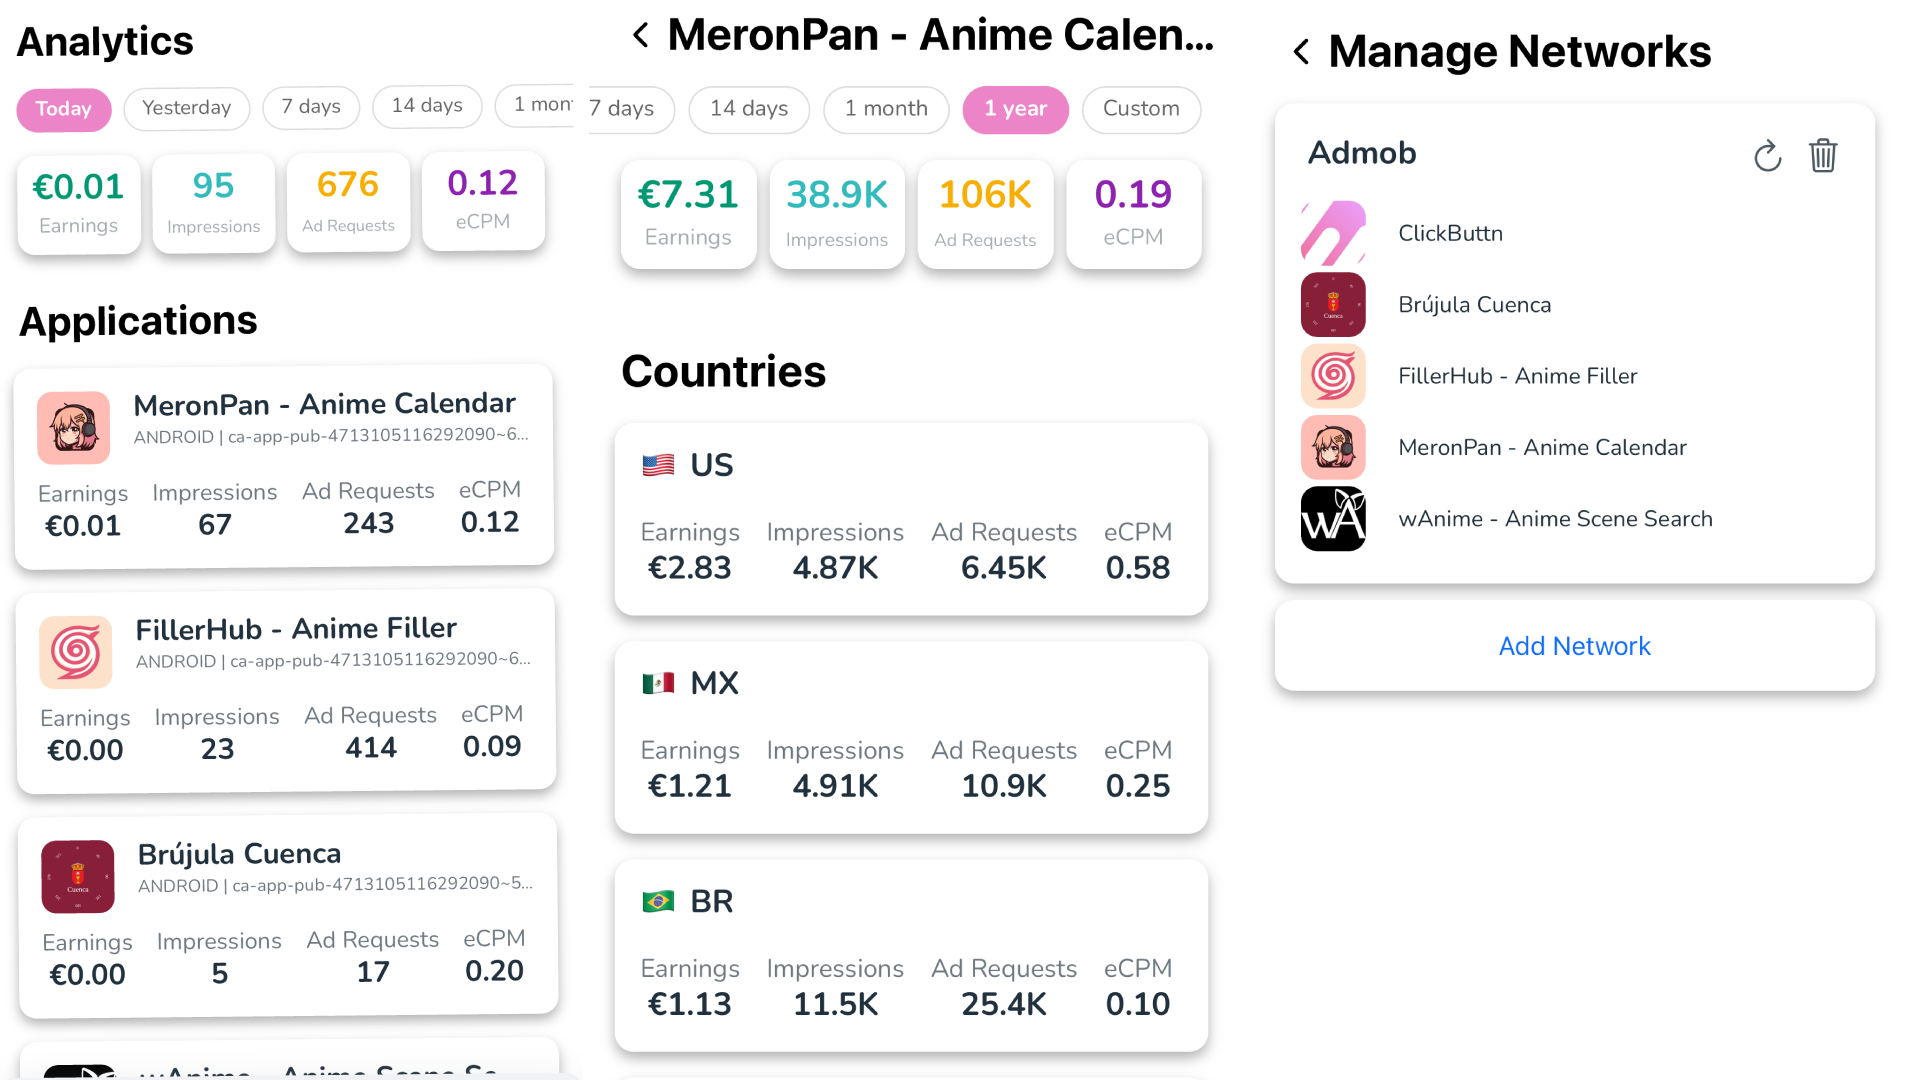 Analytics
Today Yesterday 7 days 14 days 1 mon
€0.01 95 676 0.12
Earnings Impressions Ad Requests eCPM
Applications
MeronPan - Anime Calendar
ANDROID | ca-app-pub-4713105116292090~6...
Earnings Impressions Ad Requests eCPM
€0.01 67 243 0.12
FillerHub - Anime Filler
ANDROID | ca-app-pub-4713105116292090~6...
Earnings Impressions Ad Requests eCPM
€0.00 23 414 0.09
Cuenca
Brújula Cuenca
ANDROID | ca-app-pub-4713105116292090~5...
Earnings Impressions Ad Requests eCPM
€0.00 5 17 0.20
wAnime - Anime Scene Se
MeronPan - Anime Calen...
7 days 14 days 1 month 1 year Custom
€7.31 38.9K 106K 0.19
Earnings Impressions Ad Requests eCPM
Countries
US
Earnings Impressions Ad Requests eCPM
€2.83 4.87K 6.45K 0.58
MX
Earnings Impressions Ad Requests eCPM
€1.21 4.91K 10.9K 0.25
BR
Earnings Impressions Ad Requests eCPM
€1.13 11.5K 25.4K 0.10
Manage Networks
Admob
ClickButtn
Cuenca
Brújula Cuenca
FillerHub - Anime Filler
MeronPan - Anime Calendar
wA
wAnime - Anime Scene Search
Add Network